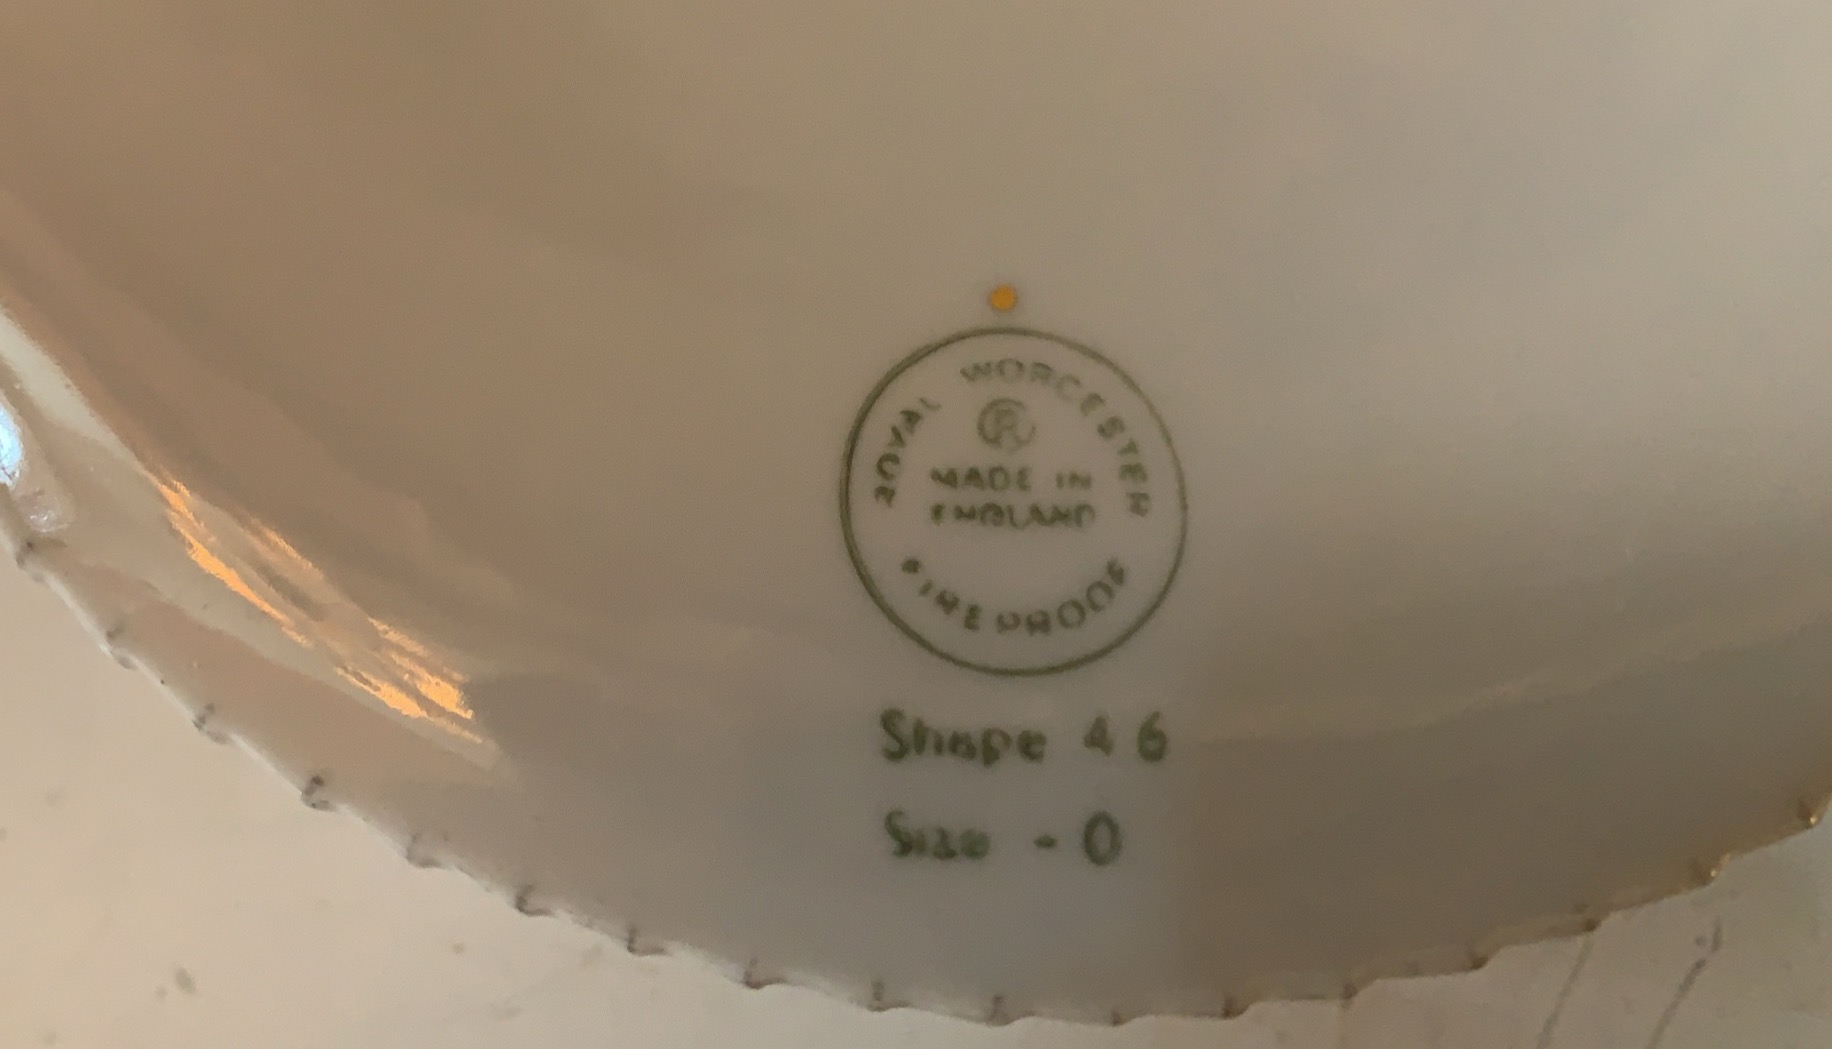 ROYAL WORCESTER
R
MADE IN
ENGLAND
FIREPROOF
Shape 46
Size - 0